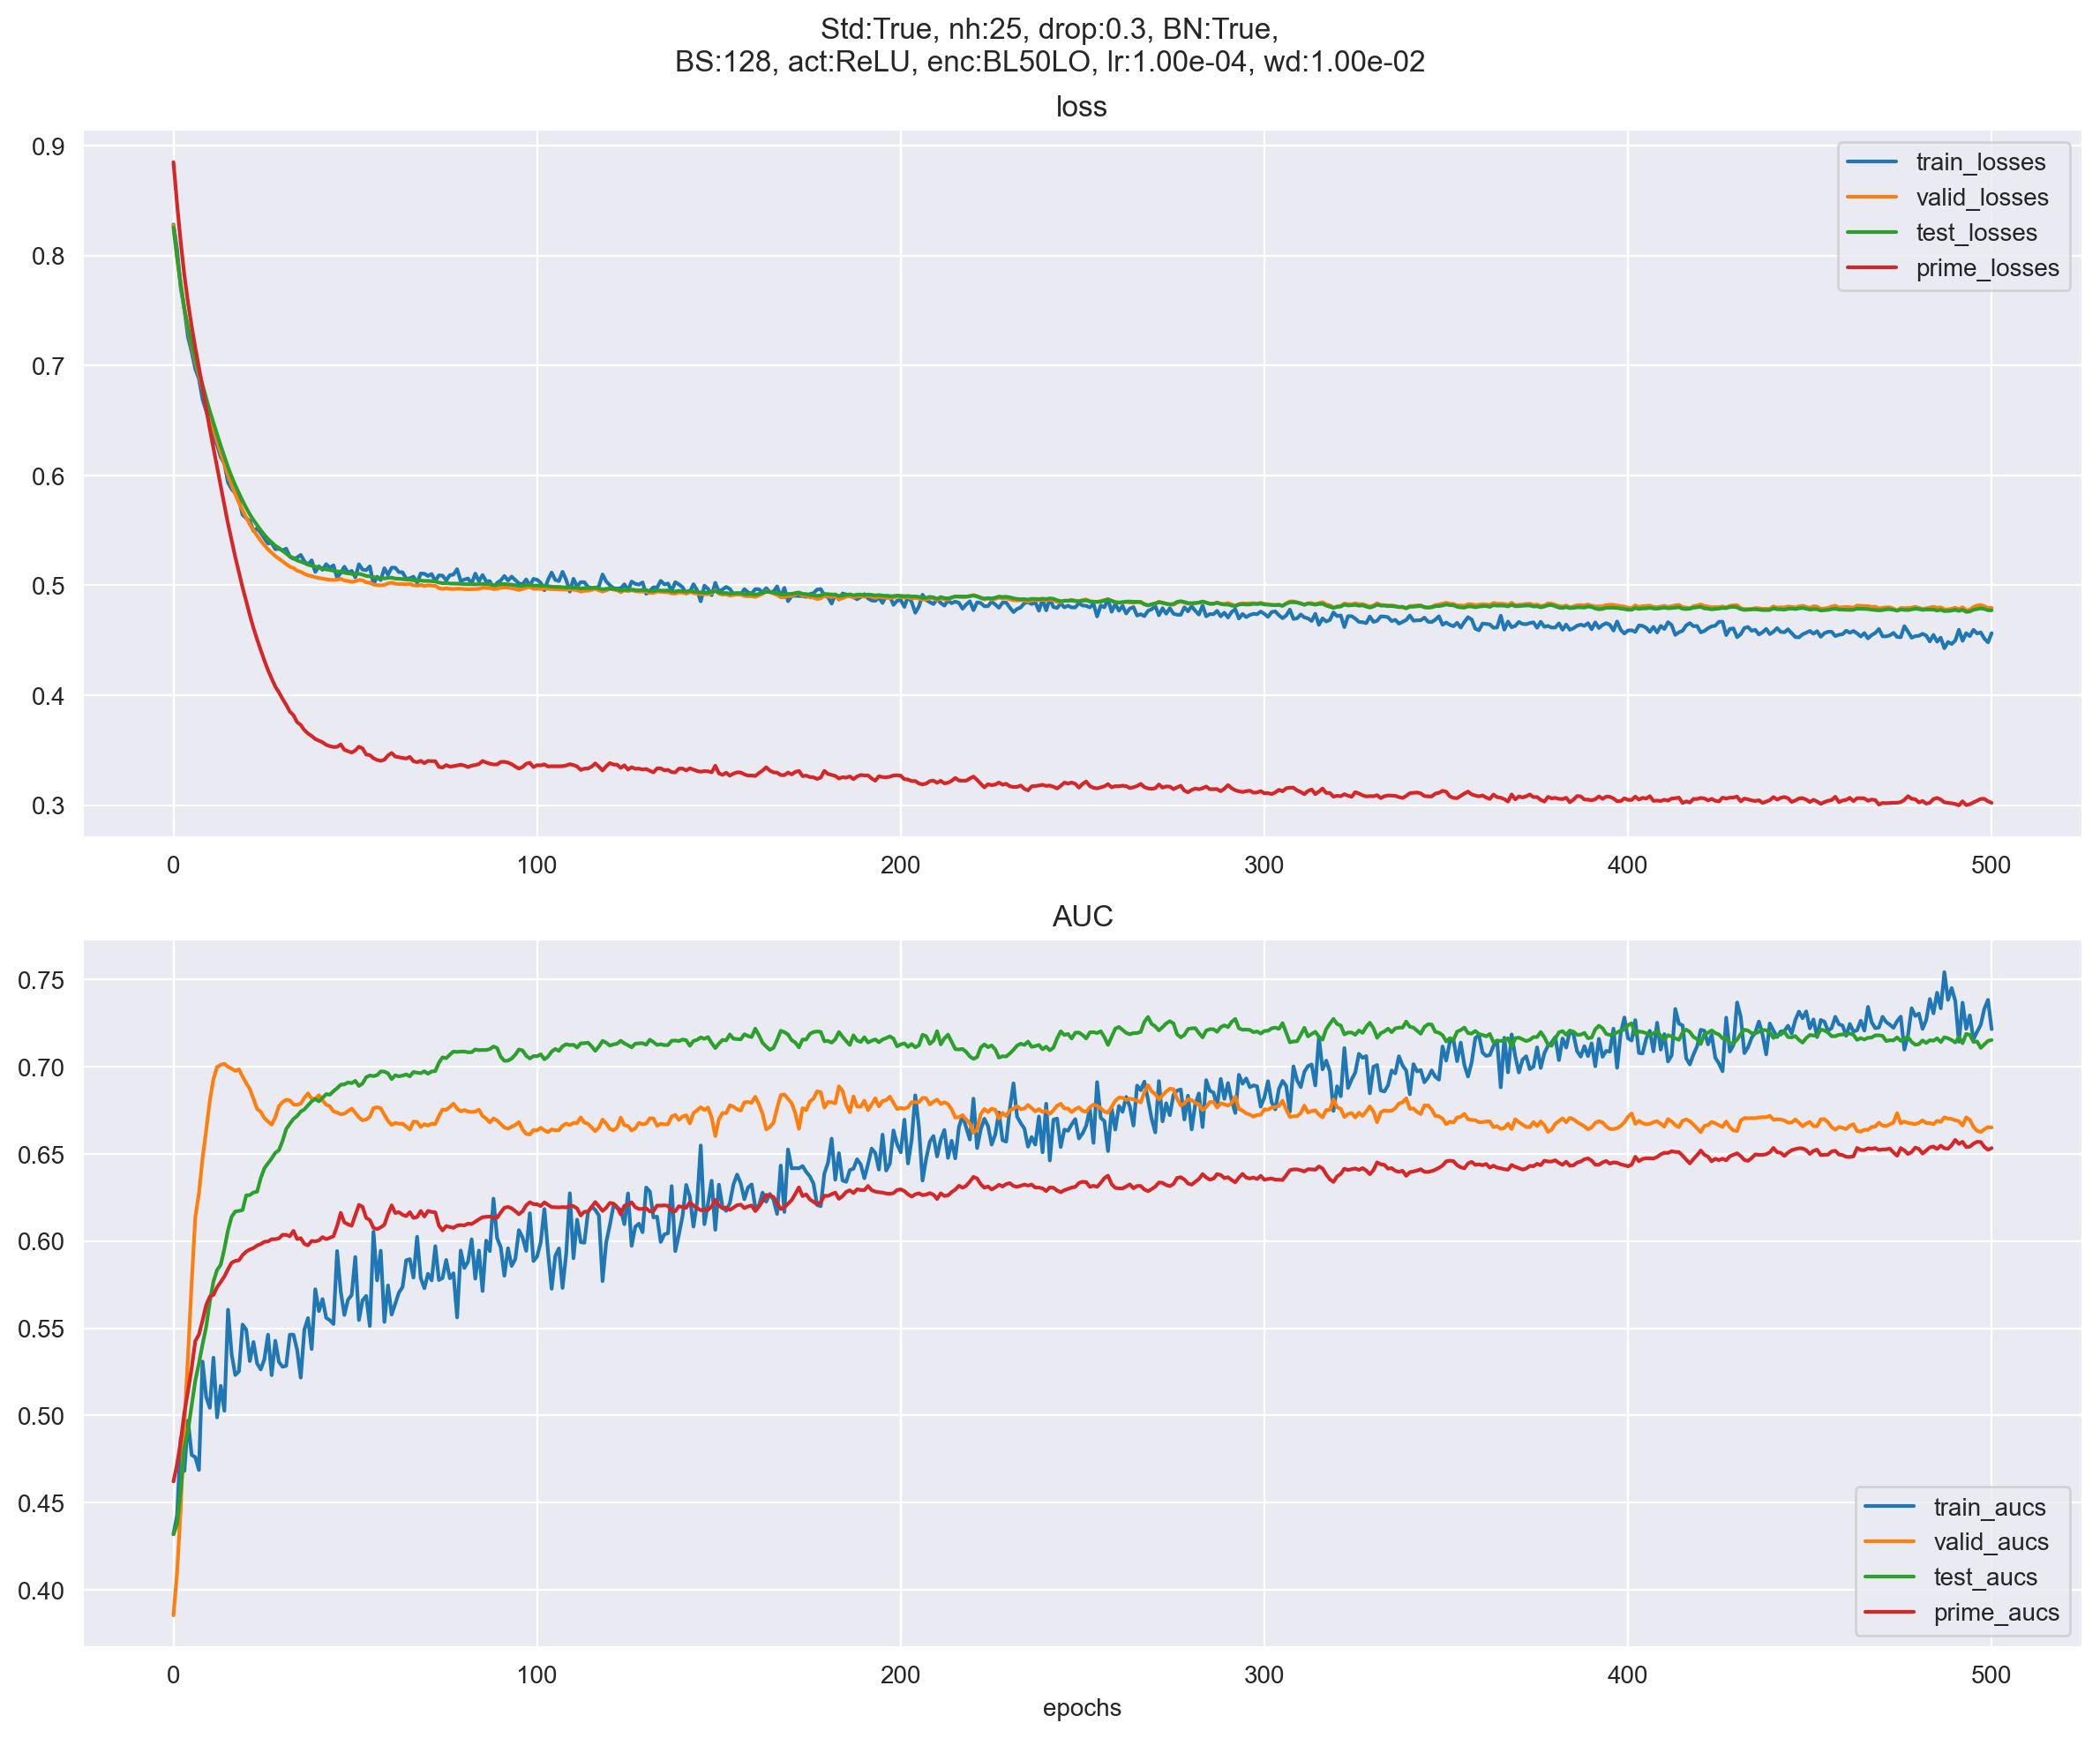 Std:True, nh:25, drop:0.3, BN:True,
BS:128, act:ReLU, enc:BL50LO, lr:1.00e-04, wd:1.00e-02
loss
0.9
0.8
0.7
0.6
0.5
0.4
0.3
train_losses
valid_losses
test_losses
prime_losses
0 100 200 300 400 500
AUC
0.75
0.70
0.65
0.60
0.55
0.50
0.45
0.40
train_aucs
valid_aucs
test_aucs
prime_aucs
0 100 200 300 400 500
epochs